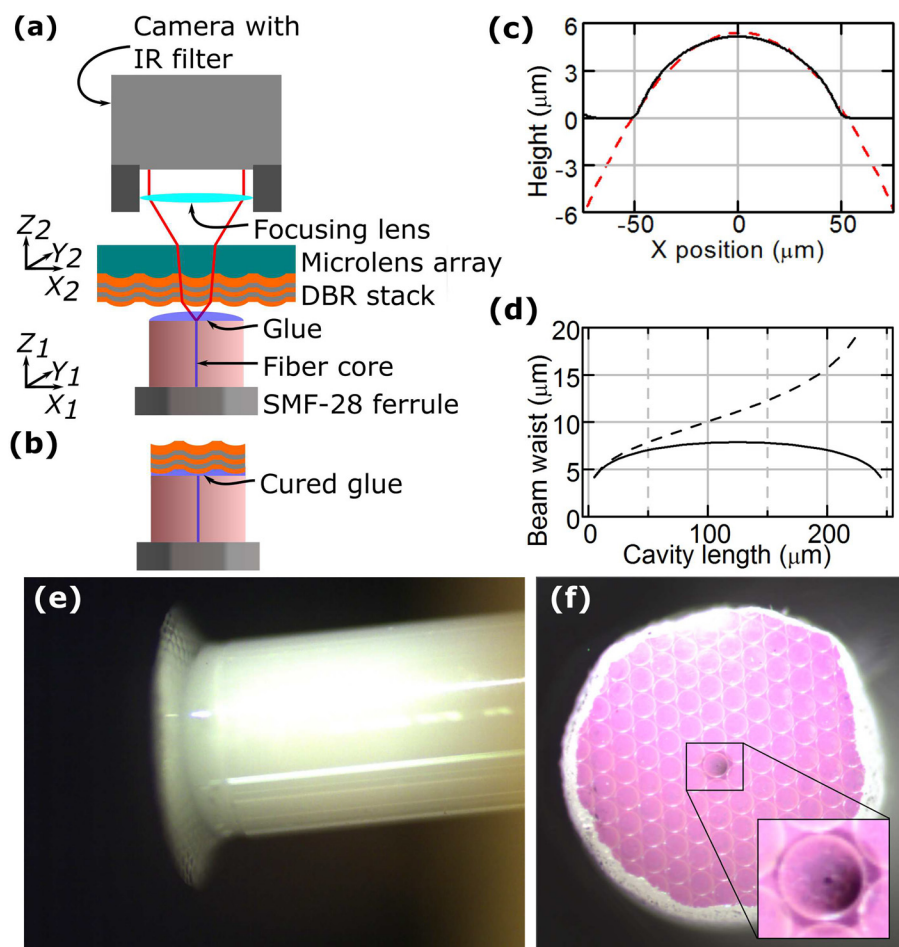 (a)
Camera with
IR filter
Focusing lens
Z2
Y2
X2
Microlens array
DBR stack
Glue
Z1
Y1
X1
Fiber core
SMF-28 ferrule
(b)
Cured glue
(c)
Height (μm)
6
3
0
-3
-6
-50 0 50
X position (μm)
(d)
Beam waist (μm)
20
15
10
5
0
0 100 200
Cavity length (μm)
(e)
(f)